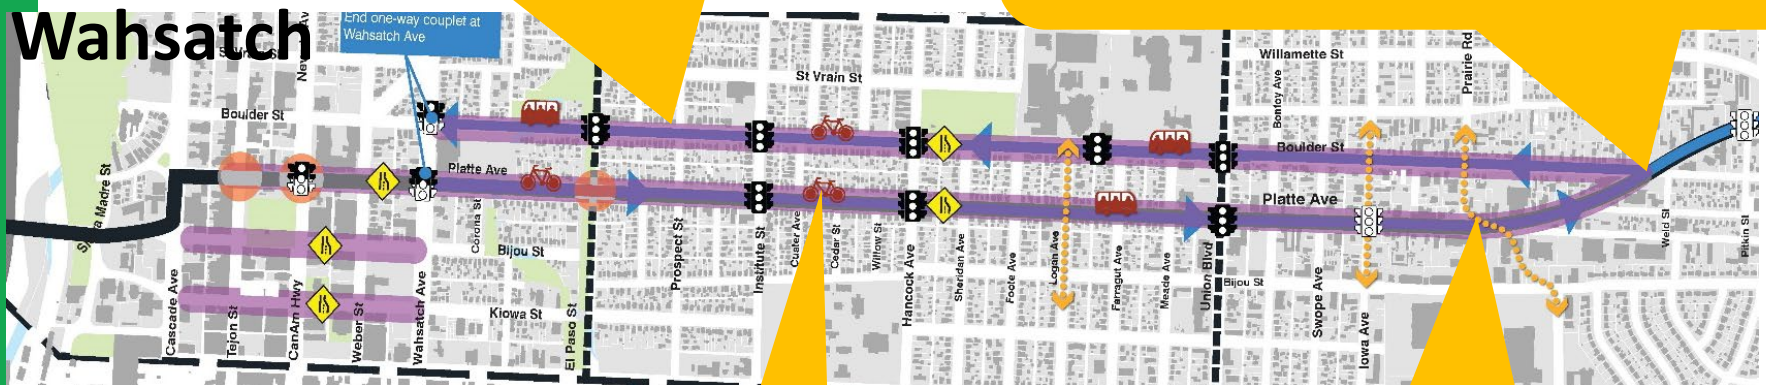 Wahsatch
End one-way couplet at
Wahsatch Ave
Willamette St
St Vrain St
Prairie Rd
Bonfoy Ave
Boulder St
Boulder St
Platte Ave
Platte Ave
Corona St
Bijou St
Kiowa St
Cascade Ave
Tejon St
CanAm Hwy
Weber St
Wahsatch Ave
El Paso St
Prospect St
Institute St
Custer Ave
Cedar St
Willow St
Hancock Ave
Sheridan Ave
Foote Ave
Logan Ave
Farragut Ave
Meade Ave
Union Blvd
Bijou St
Swope Ave
Iowa Ave
Weld St
Pitkin St